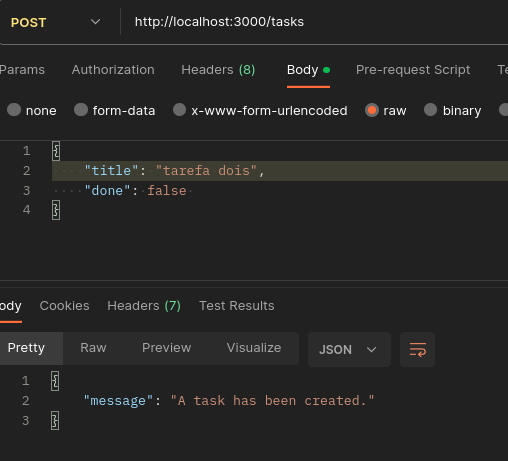 POST http://localhost:3000/tasks
Params Authorization Headers (8) Body Pre-request Script Te
none form-data x-www-form-urlencoded raw binary
1 {
2 "title": "tarefa dois",
3 "done": false
4 }
ody Cookies Headers (7) Test Results
Pretty Raw Preview Visualize JSON
1 {
2 "message": "A task has been created."
3 }